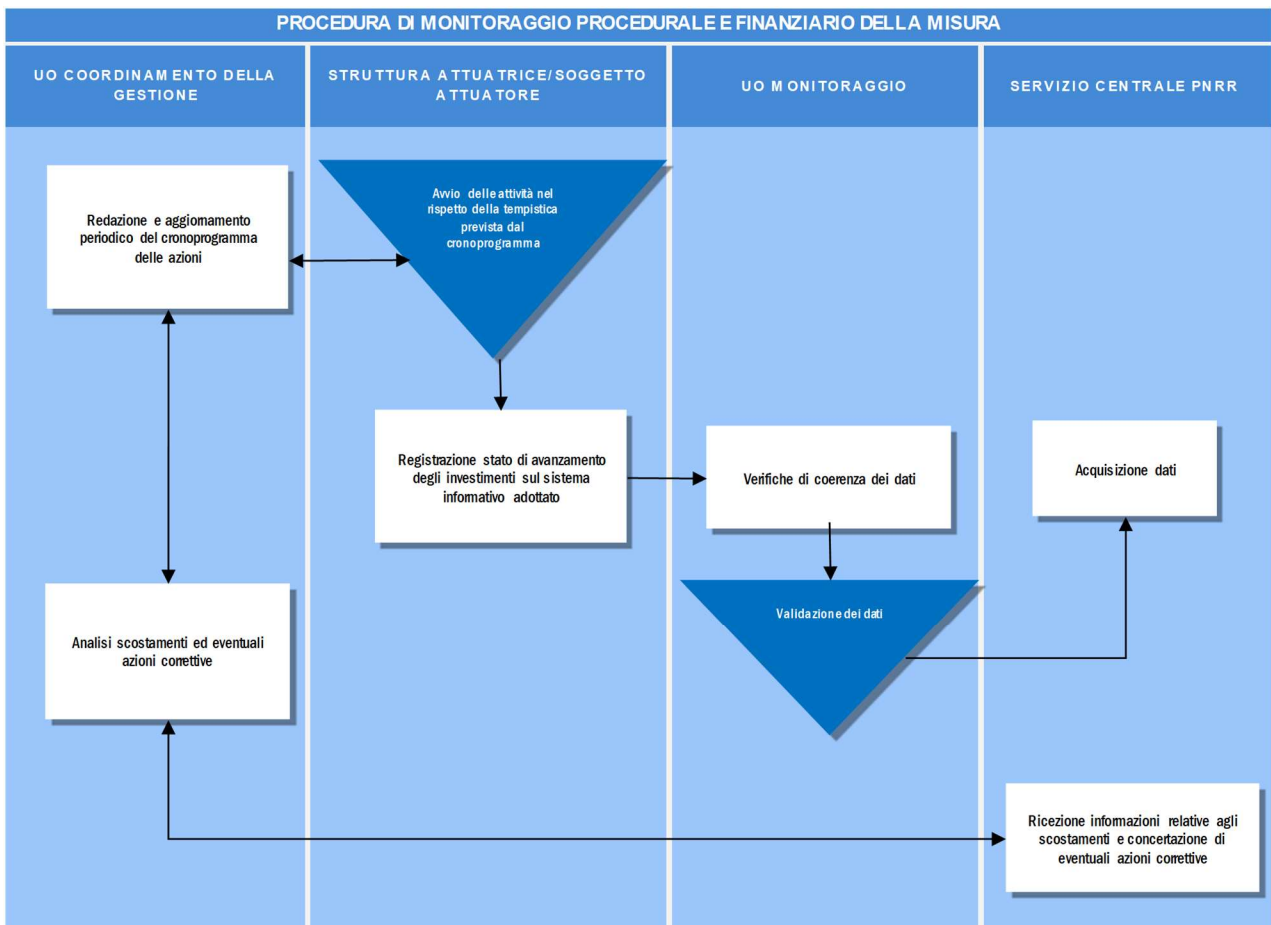 PROCEDURA DI MONITORAGGIO PROCEDURALE E FINANZIARIO DELLA MISURA
UO COORDINAMENTO DELLA
GESTIONE
STRUTTURA ATTUATRICE/SOGGETTO
ATTUATORE
UO MONITORAGGIO
SERVIZIO CENTRALE PNRR
Redazione e aggiornamento
periodico del cronoprogramma
delle azioni
Avvio delle attività nel
rispetto della tempistica
prevista dal
cronoprogramma
Registrazione stato di avanzamento
degli investimenti sul sistema
informativo adottato
Verifiche di coerenza dei dati
Acquisizione dati
Analisi scostamenti ed eventuali
azioni correttive
Validazione dei dati
Ricezione informazioni relative agli
scostamenti e concertazione di
eventuali azioni correttive